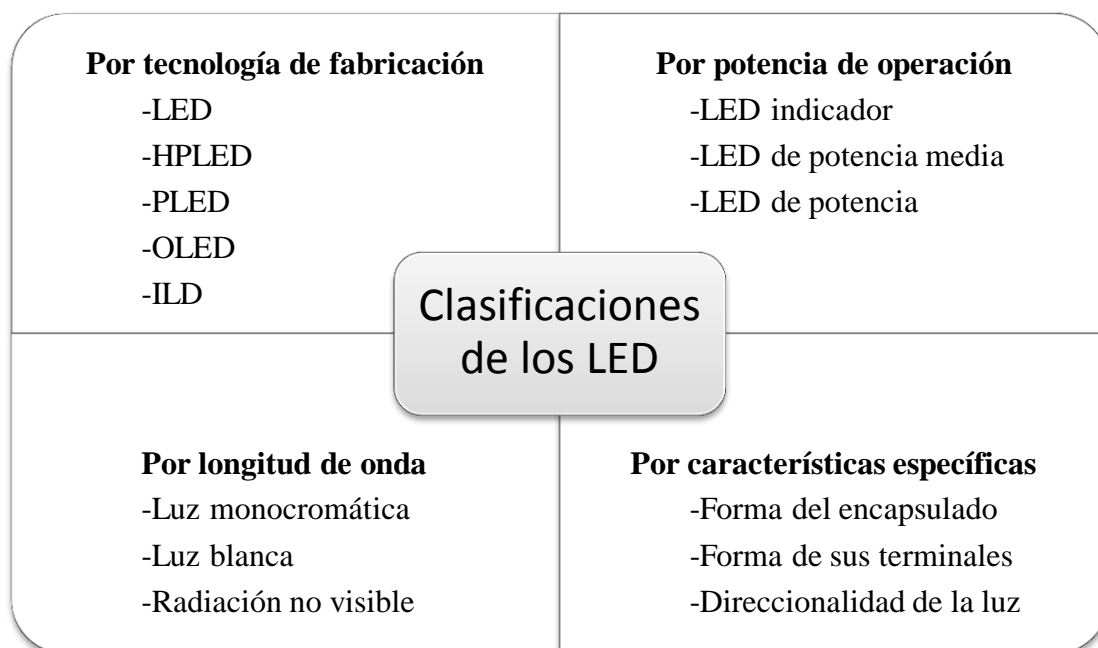 Por tecnología de fabricación
-LED
-HPLED
-PLED
-OLED
-ILD
Por potencia de operación
-LED indicador
-LED de potencia media
-LED de potencia
Clasificaciones
de los LED
Por longitud de onda
-Luz monocromática
-Luz blanca
-Radiación no visible
Por características específicas
-Forma del encapsulado
-Forma de sus terminales
-Direccionalidad de la luz